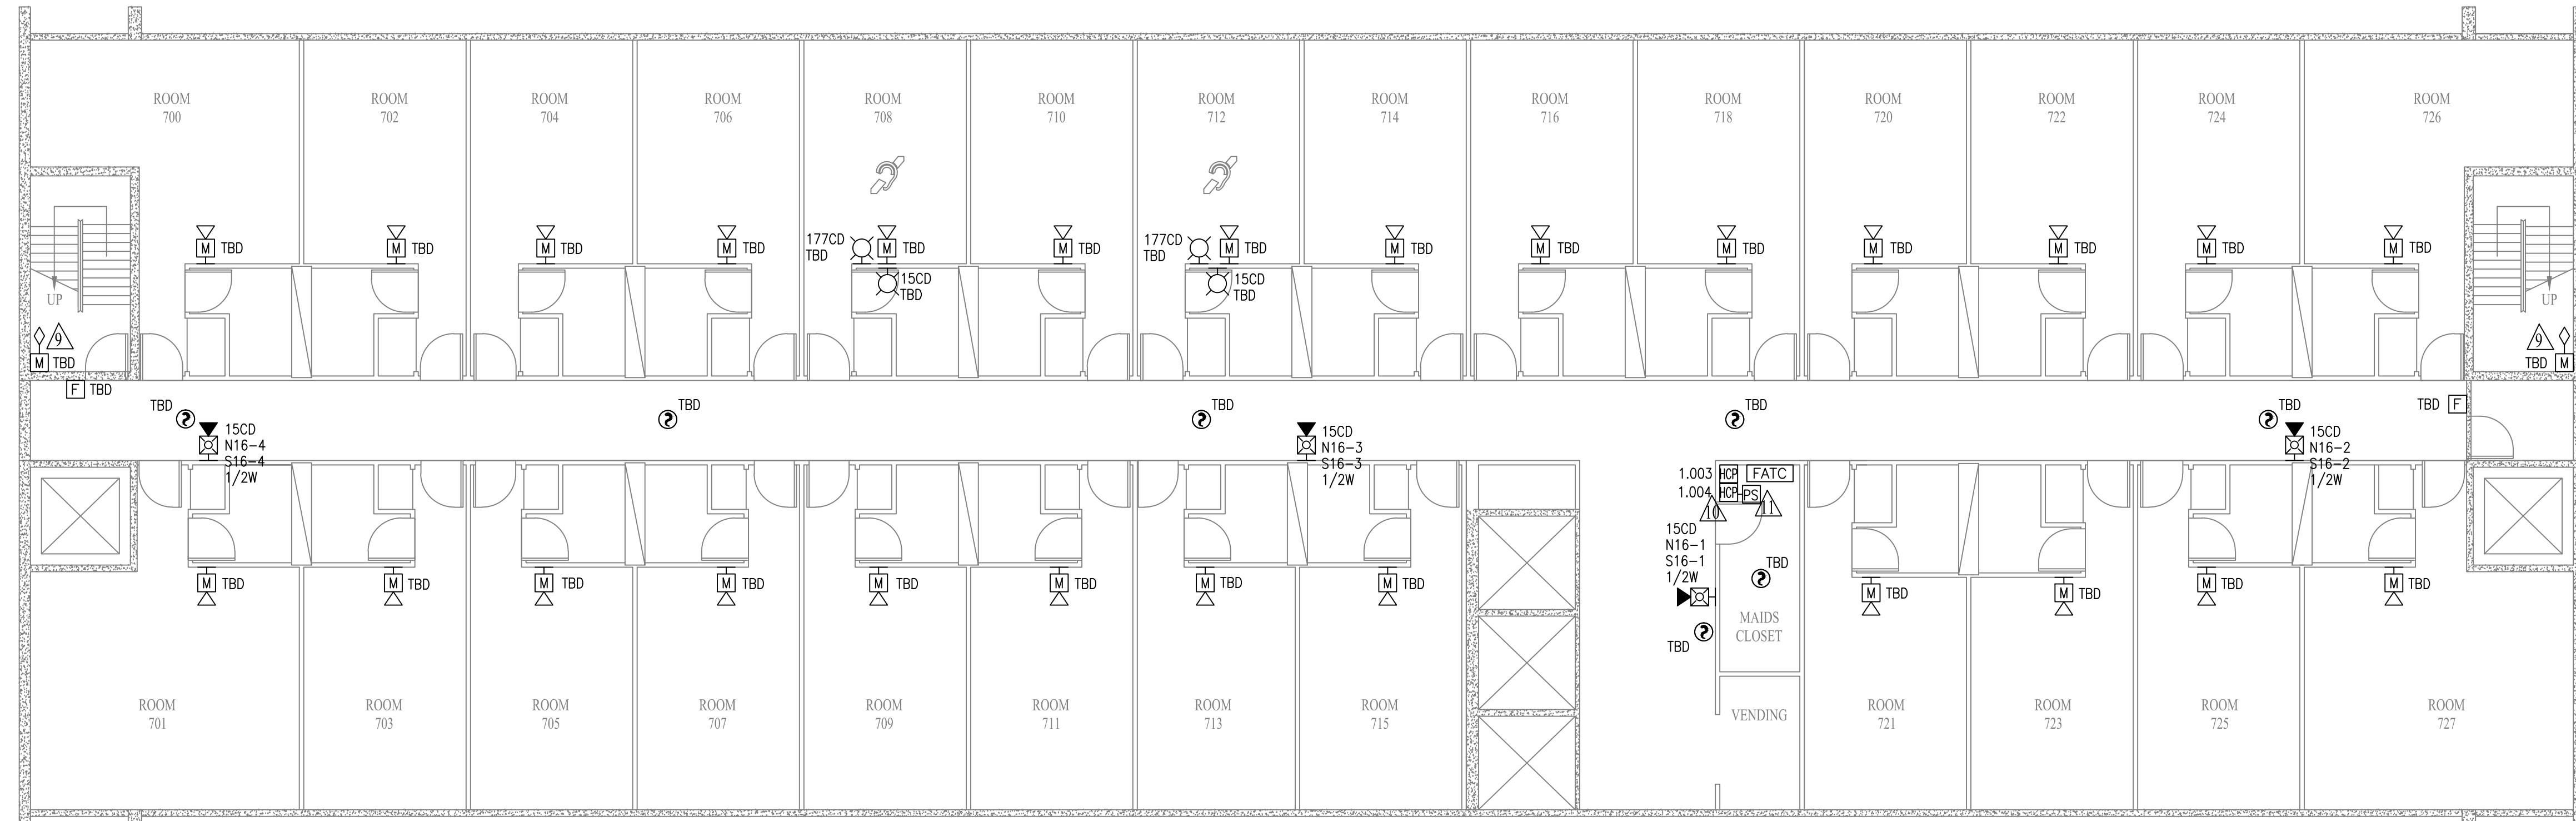 ROOM
700
ROOM
702
ROOM
704
ROOM
706
ROOM
708
ROOM
710
ROOM
712
ROOM
714
ROOM
716
ROOM
718
ROOM
720
ROOM
722
ROOM
724
ROOM
726
M TBD
M TBD
M TBD
M TBD
177CD
TBD
M TBD
M TBD
177CD
TBD
M TBD
M TBD
M TBD
M TBD
M TBD
M TBD
M TBD
M TBD
15CD
TBD
15CD
TBD
UP
UP
9
M TBD
9
TBD M
F TBD
TBD
TBD
TBD
TBD
TBD
TBD F
15CD
N16-4
S16-4
1/2W
15CD
N16-3
S16-3
1/2W
15CD
N16-2
S16-2
1/2W
1.003 HCP FATC
1.004 HCP PS
10
11
15CD
N16-1
S16-1
1/2W
TBD
TBD
MAIDS
CLOSET
VENDING
M TBD
M TBD
M TBD
M TBD
M TBD
M TBD
M TBD
M TBD
M TBD
M TBD
M TBD
M TBD
ROOM
701
ROOM
703
ROOM
705
ROOM
707
ROOM
709
ROOM
711
ROOM
713
ROOM
715
ROOM
721
ROOM
723
ROOM
725
ROOM
727